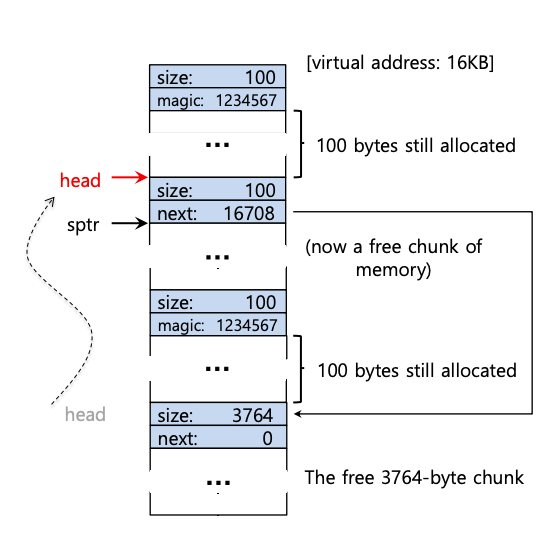 [virtual address: 16KB]
size: 100
magic: 1234567
...
100 bytes still allocated
head
size: 100
next: 16708
sptr
...
(now a free chunk of
memory)
size: 100
magic: 1234567
...
100 bytes still allocated
head
size: 3764
next: 0
...
The free 3764-byte chunk